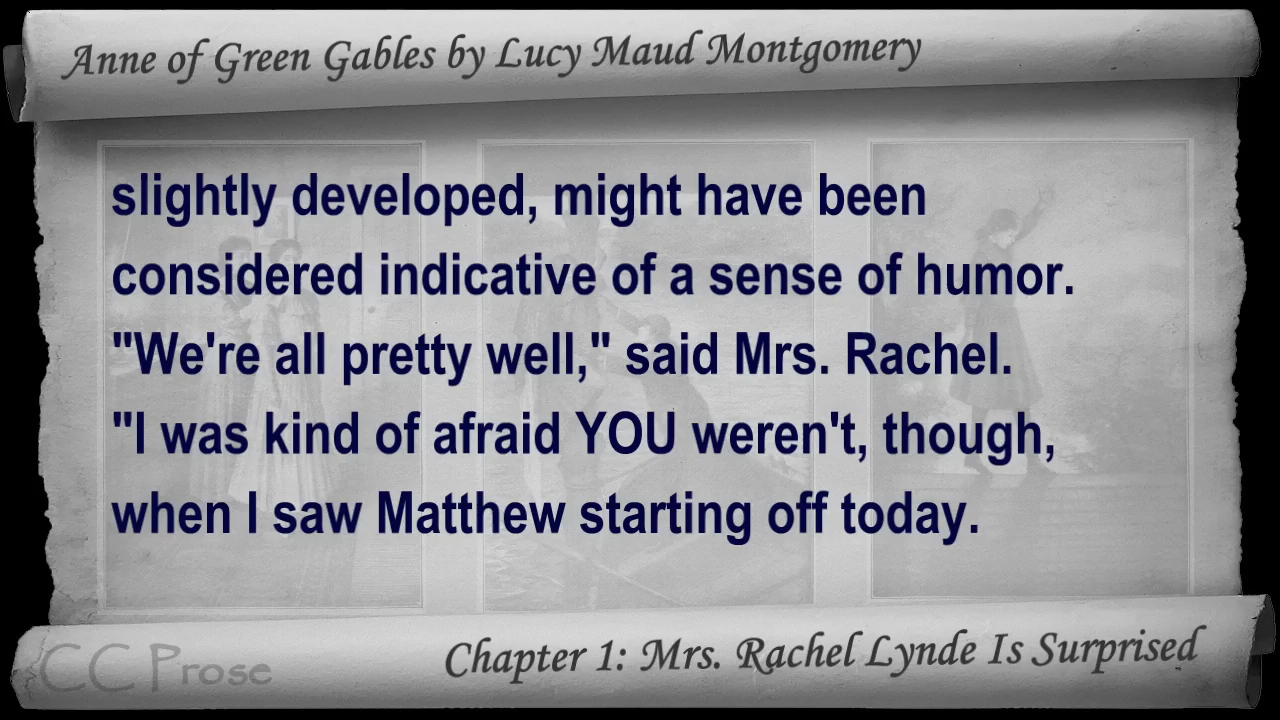 Anne of Green Gables by Lucy Maud Montgomery
slightly developed, might have been
considered indicative of a sense of humor.
"We're all pretty well," said Mrs. Rachel.
"I was kind of afraid YOU weren't, though,
when I saw Matthew starting off today.
CC Prose
Chapter 1: Mrs. Rachel Lynde Is Surprised